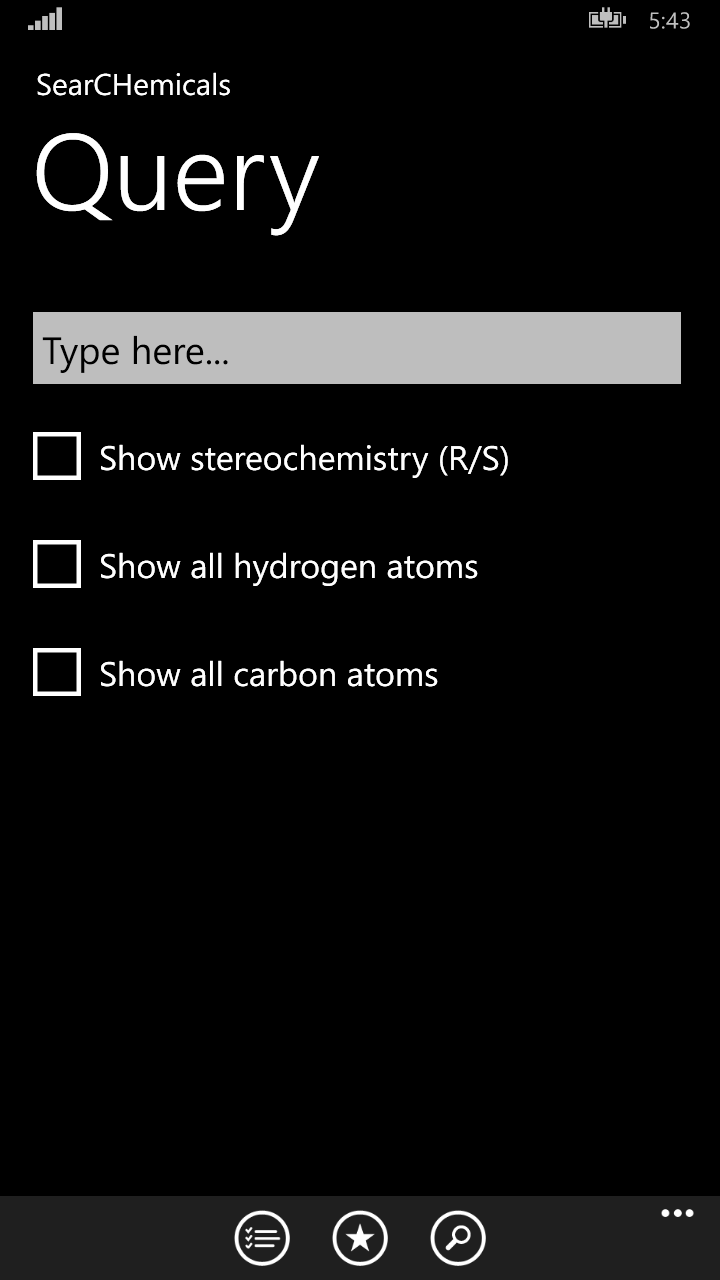 5:43
SearCHemicals
Query
Type here...
Show stereochemistry (R/S)
Show all hydrogen atoms
Show all carbon atoms